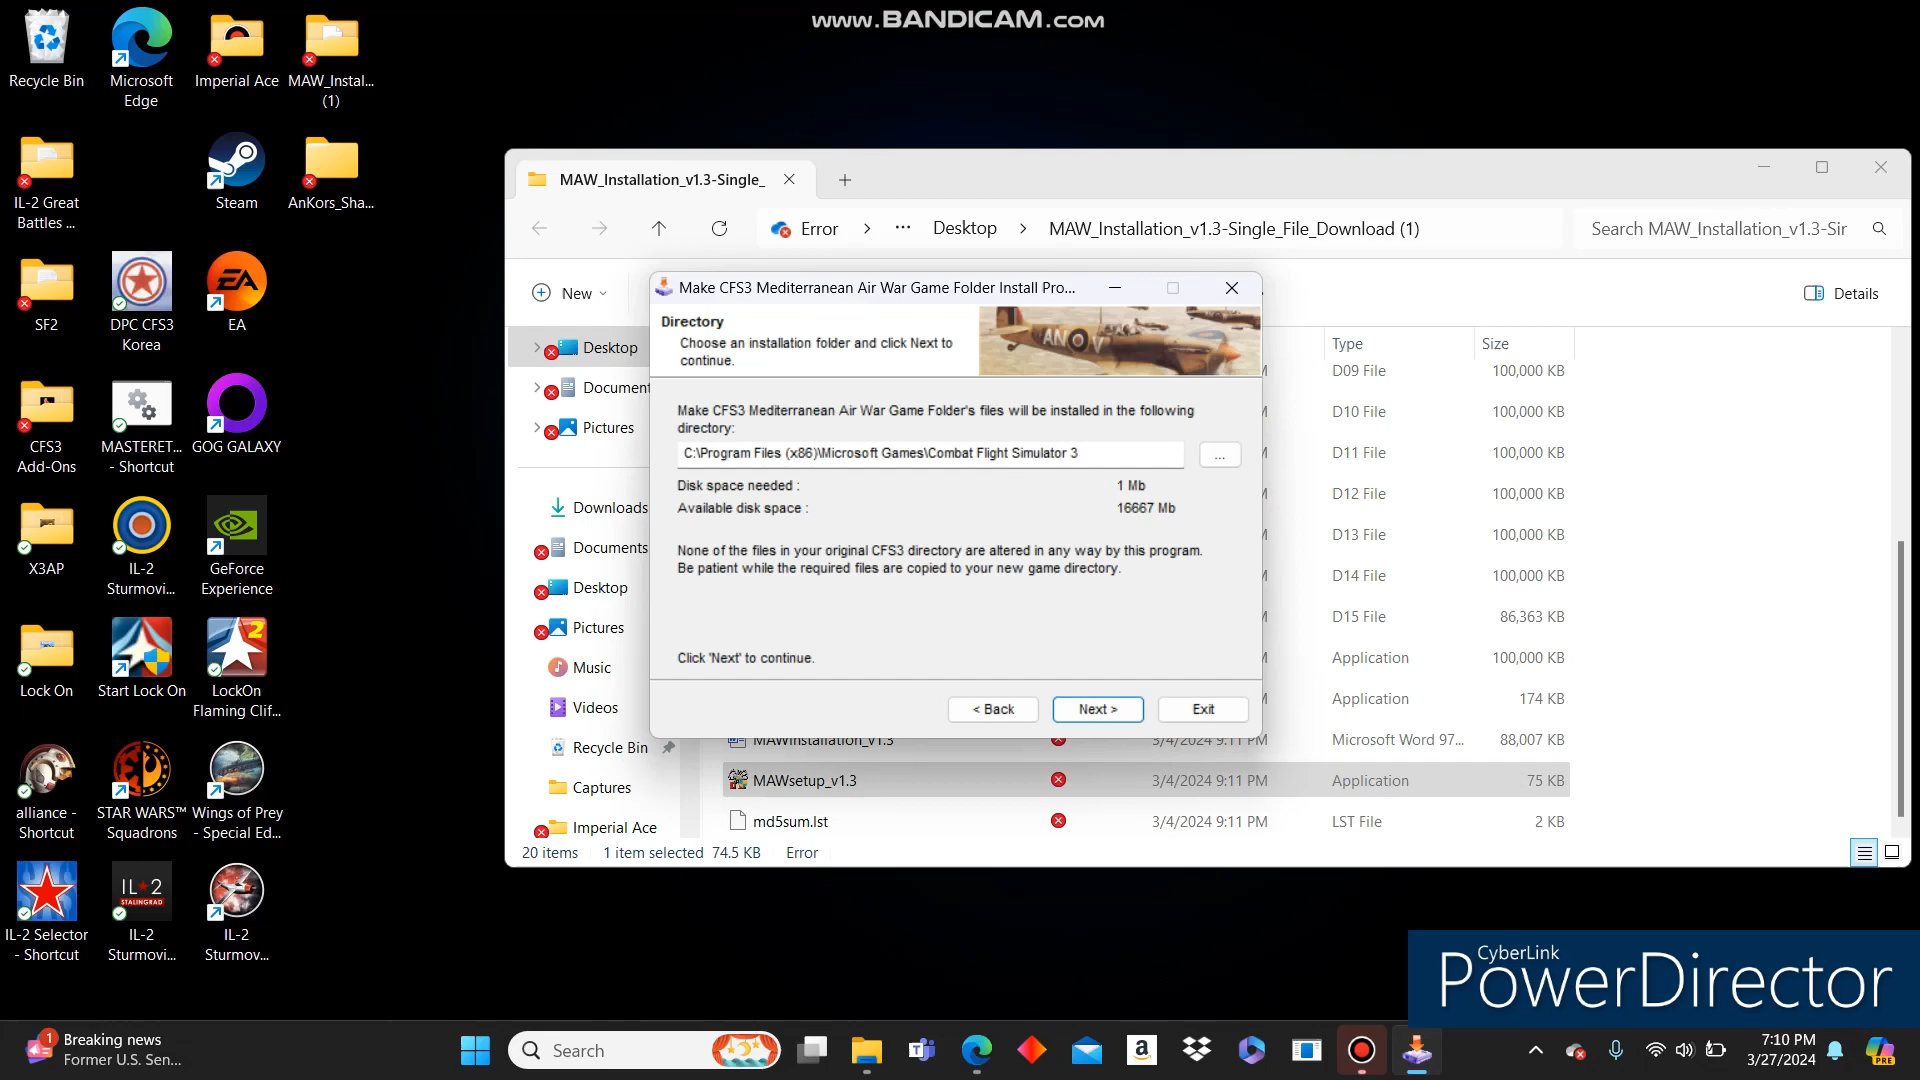 www.BANDICAM.com
Recycle Bin
Microsoft
Edge
Imperial Ace
MAW_Instal...
(1)
IL-2 Great
Battles ...
Steam
AnKors_Sha...
SF2
DPC CFS3
Korea
EA
CFS3
Add-Ons
MASTERET...
- Shortcut
GOG GALAXY
X3AP
IL-2
Sturmovi...
GeForce
Experience
Lock On
Start Lock On
LockOn
Flaming Clif...
alliance -
Shortcut
STAR WARS™
Squadrons
Wings of Prey
- Special Ed...
IL-2 Selector
- Shortcut
IL-2
STALINGRAD
IL-2
Sturmovi...
IL-2
Sturmov...
MAW_Installation_v1.3-Single_
Error > ... Desktop > MAW_Installation_v1.3-Single_File_Download (1)
Search MAW_Installation_v1.3-Sir
New
Details
Desktop
Document
Pictures
Downloads
Documents
Desktop
Pictures
Music
Videos
Recycle Bin
Captures
Imperial Ace
Make CFS3 Mediterranean Air War Game Folder Install Pro...
Directory
Choose an installation folder and click Next to
continue.
AN V
Make CFS3 Mediterranean Air War Game Folder's files will be installed in the following
directory:
C:\Program Files (x86)\Microsoft Games\Combat Flight Simulator 3
...
Disk space needed : 1 Mb
Available disk space : 16667 Mb
None of the files in your original CFS3 directory are altered in any way by this program.
Be patient while the required files are copied to your new game directory.
Click 'Next' to continue.
< Back Next > Exit
Type Size
D09 File 100,000 KB
D10 File 100,000 KB
D11 File 100,000 KB
D12 File 100,000 KB
D13 File 100,000 KB
D14 File 100,000 KB
D15 File 86,363 KB
Application 100,000 KB
Application 174 KB
MAWInstallation_v1.3 3/4/2024 9:11 PM Microsoft Word 97... 88,007 KB
MAWsetup_v1.3 3/4/2024 9:11 PM Application 75 KB
md5sum.lst 3/4/2024 9:11 PM LST File 2 KB
20 items 1 item selected 74.5 KB Error
CyberLink
PowerDirector
1
Breaking news
Former U.S. Sen...
Search
7:10 PM
3/27/2024
PRE